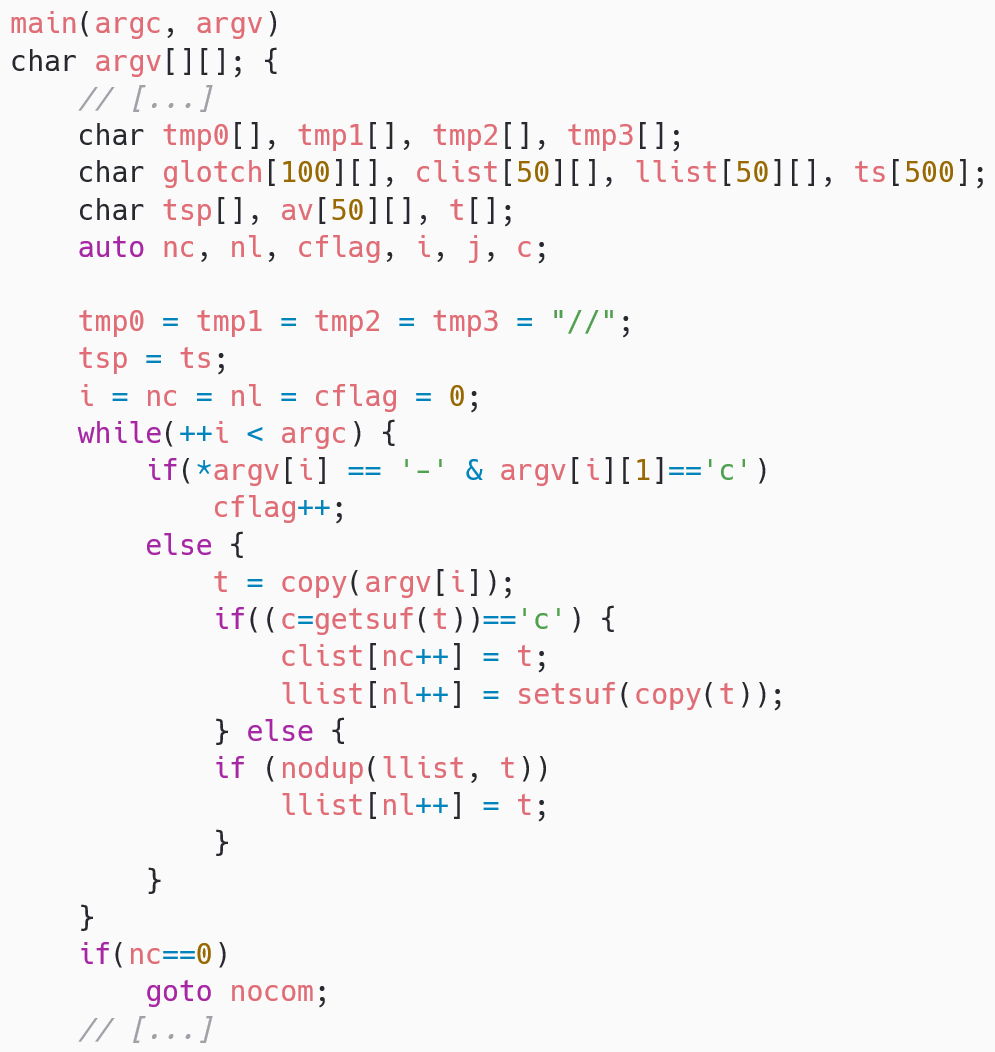 main(argc, argv)
char argv[][]; {
    // [...]
    char tmp0[], tmp1[], tmp2[], tmp3[];
    char glotch[100][], clist[50][], llist[50][], ts[500];
    char tsp[], av[50][], t[];
    auto nc, nl, cflag, i, j, c;

    tmp0 = tmp1 = tmp2 = tmp3 = "//";
    tsp = ts;
    i = nc = nl = cflag = 0;
    while(++i < argc) {
        if(*argv[i] == '-' & argv[i][1]=='c')
            cflag++;
        else {
            t = copy(argv[i]);
            if((c=getsuf(t))=='c') {
                clist[nc++] = t;
                llist[nl++] = setsuf(copy(t));
            } else {
            if (nodup(llist, t))
                llist[nl++] = t;
            }
        }
    }
    if(nc==0)
        goto nocom;
    // [...]